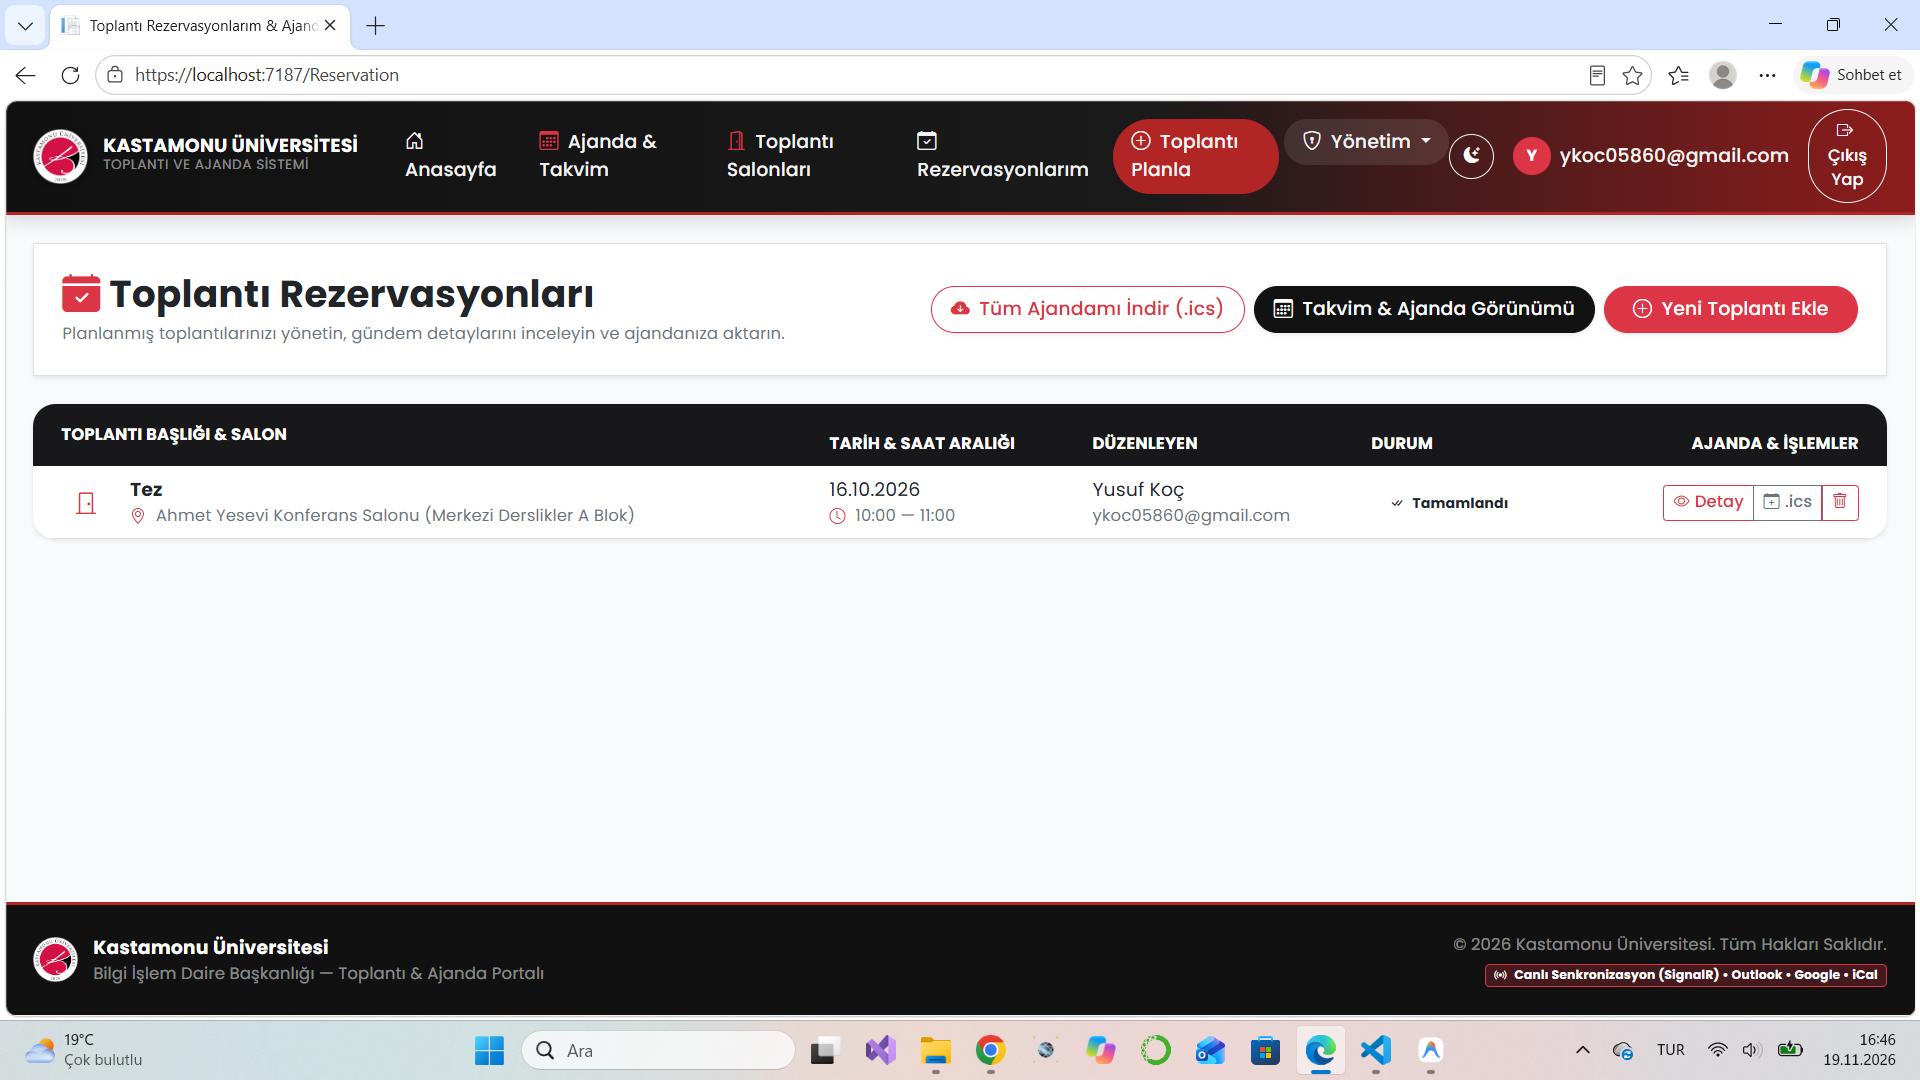 Toplantı Rezervasyonlarım & Ajand
https://localhost:7187/Reservation
Sohbet et
KASTAMONU ÜNİVERSİTESİ
TOPLANTI VE AJANDA SİSTEMİ
Anasayfa
Ajanda &
Takvim
Toplantı
Salonları
Rezervasyonlarım
Toplantı
Planla
Yönetim
Y
ykoc05860@gmail.com
Çıkış
Yap
Toplantı Rezervasyonları
Planlanmış toplantılarınızı yönetin, gündem detaylarını inceleyin ve ajandanıza aktarın.
Tüm Ajandamı İndir (.ics)
Takvim & Ajanda Görünümü
Yeni Toplantı Ekle
TOPLANTI BAŞLIĞI & SALON
TARİH & SAAT ARALIĞI
DÜZENLEYEN
DURUM
AJANDA & İŞLEMLER
Tez
Ahmet Yesevi Konferans Salonu (Merkezi Derslikler A Blok)
16.10.2026
10:00 — 11:00
Yusuf Koç
ykoc05860@gmail.com
Tamamlandı
Detay
.ics
Kastamonu Üniversitesi
Bilgi İşlem Daire Başkanlığı — Toplantı & Ajanda Portalı
© 2026 Kastamonu Üniversitesi. Tüm Hakları Saklıdır.
Canlı Senkronizasyon (SignalR) • Outlook • Google • iCal
19°C
Çok bulutlu
Ara
TUR
16:46
19.11.2026